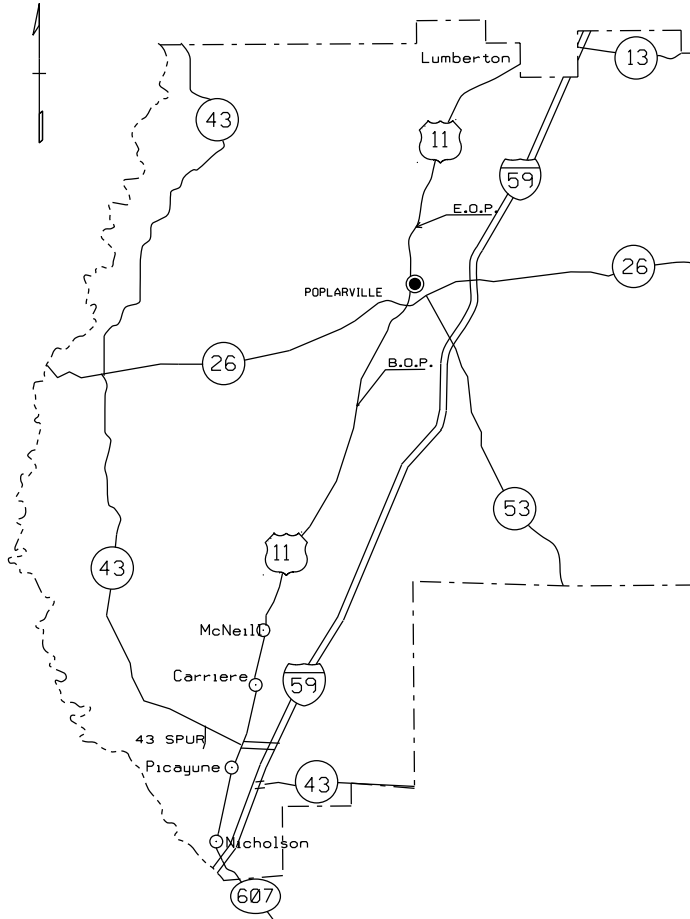 Lumberton
13
43
11
59
E.O.P.
26
POPLARVILLE
26
B.O.P.
53
11
43
McNeill
Carriere
59
43 SPUR
Picayune
43
Nicholson
607